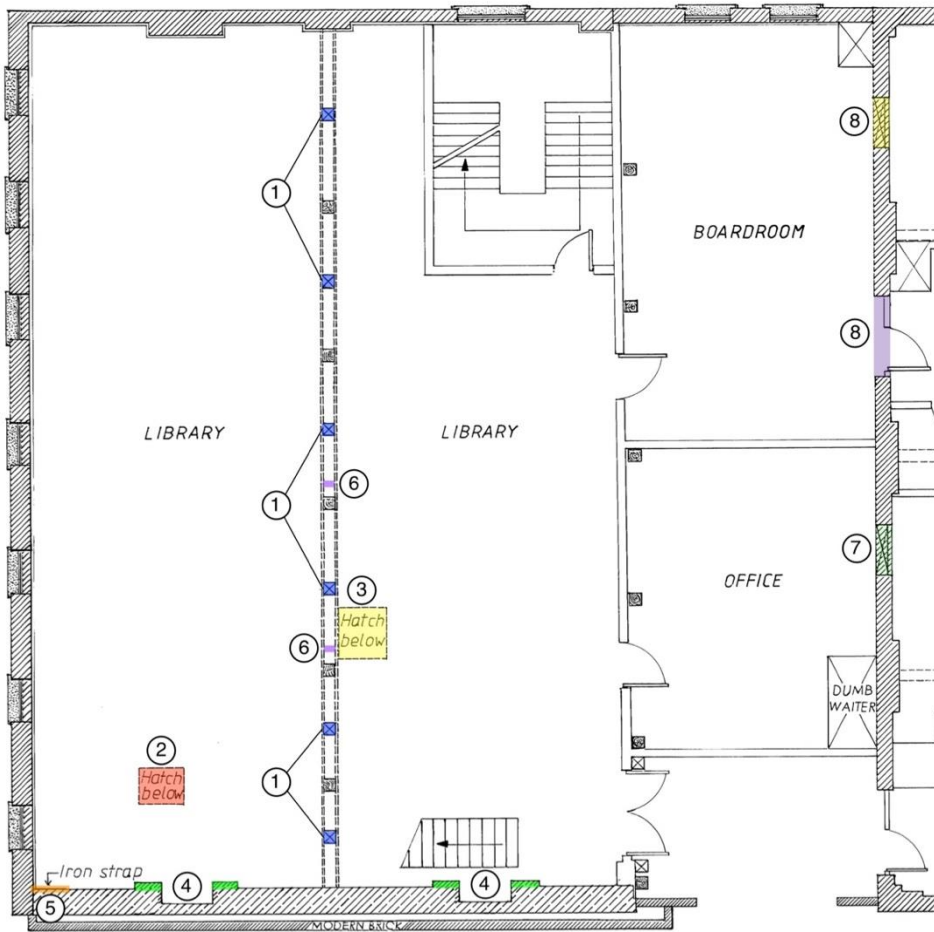 8
1
BOARDROOM
8
LIBRARY
LIBRARY
6
1
7
OFFICE
3
Hatch
below
6
DUMB
WAITER
2
Hatch
below
1
Iron strap
4
4
5
MODERN BRICK